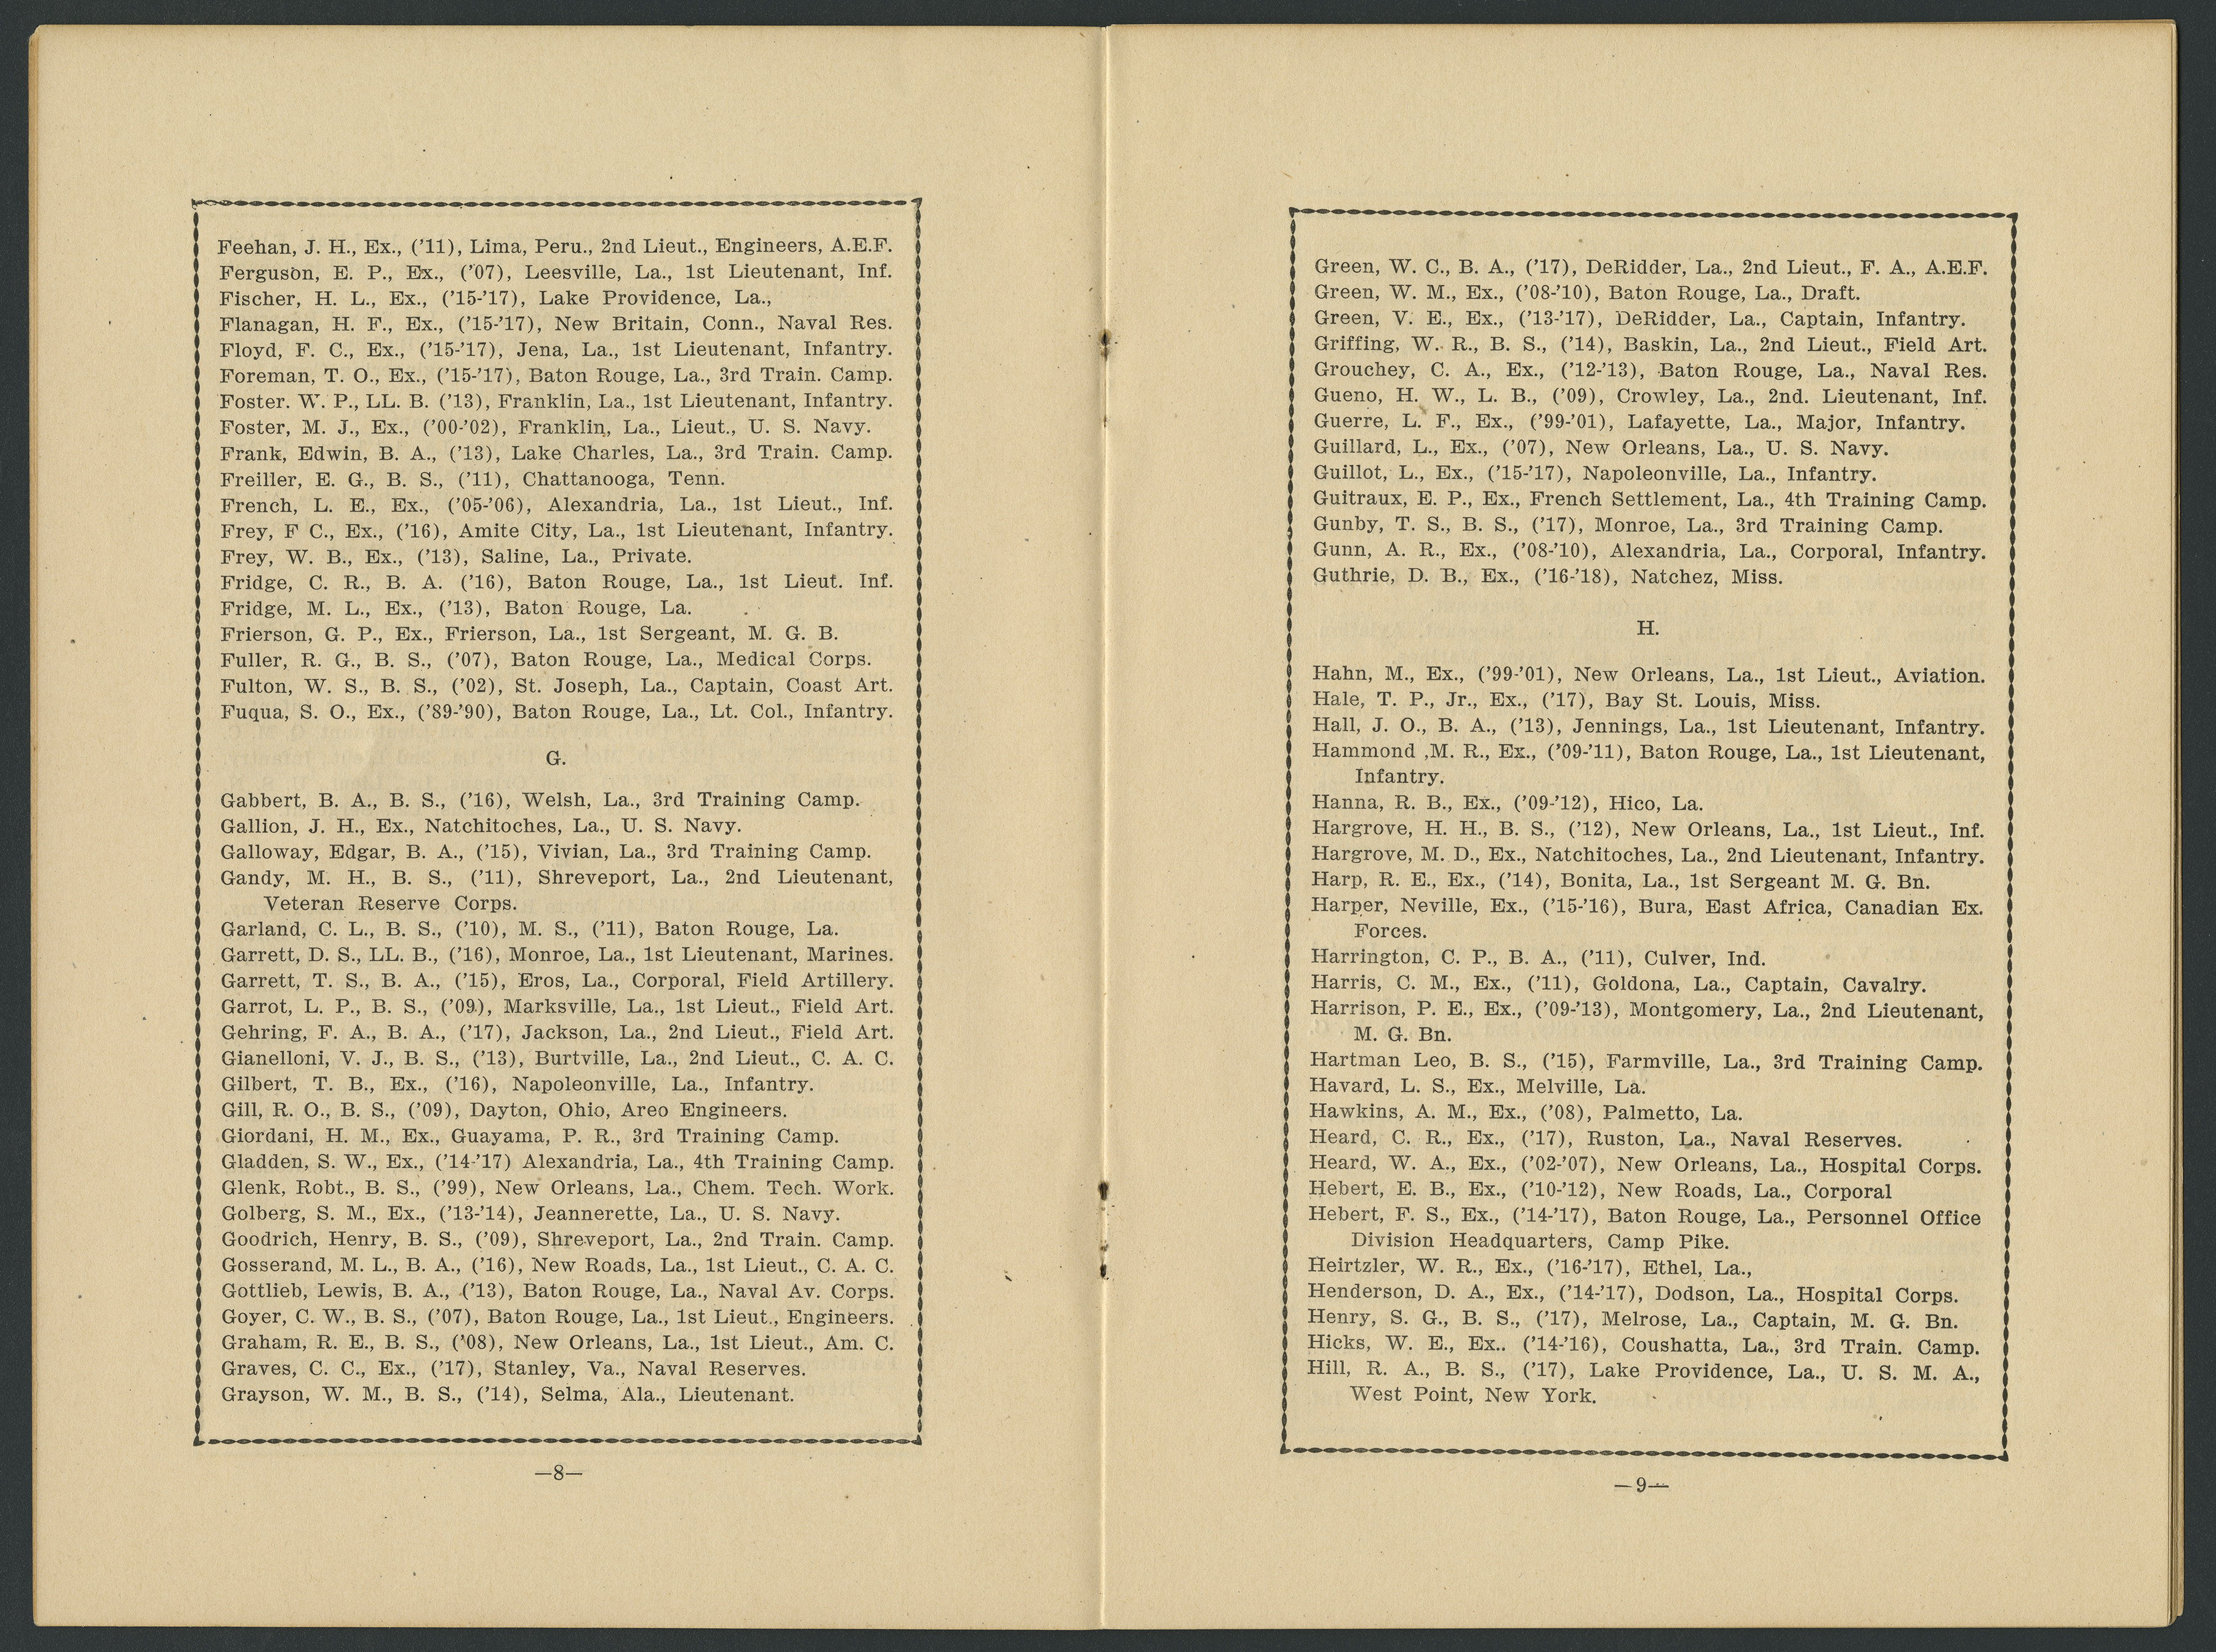 Feehan, J. H., Ex., ('11), Lima, Peru., 2nd Lieut., Engineers, A.E.F.
Ferguson, E. P., Ex., ('07), Leesville, La., 1st Lieutenant, Inf.
Fischer, H. L., Ex., ('15-'17), Lake Providence, La.,
Flanagan, H. F., Ex., ('15-'17), New Britain, Conn., Naval Res.
Floyd, F. C., Ex., ('15-'17), Jena, La., 1st Lieutenant, Infantry.
Foreman, T. O., Ex., ('15-'17), Baton Rouge, La., 3rd Train. Camp.
Foster. W. P., LL. B. ('13), Franklin, La., 1st Lieutenant, Infantry.
Foster, M. J., Ex., ('00-'02), Franklin, La., Lieut., U. S. Navy.
Frank, Edwin, B. A., ('13), Lake Charles, La., 3rd Train. Camp.
Freiller, E. G., B. S., ('11), Chattanooga, Tenn.
French, L. E., Ex., ('05-'06), Alexandria, La., 1st Lieut., Inf.
Frey, F C., Ex., ('16), Amite City, La., 1st Lieutenant, Infantry.
Frey, W. B., Ex., ('13), Saline, La., Private.
Fridge, C. R., B. A. ('16), Baton Rouge, La., 1st Lieut. Inf.
Fridge, M. L., Ex., ('13), Baton Rouge, La.
Frierson, G. P., Ex., Frierson, La., 1st Sergeant, M. G. B.
Fuller, R. G., B. S., ('07), Baton Rouge, La., Medical Corps.
Fulton, W. S., B. S., ('02), St. Joseph, La., Captain, Coast Art.
Fuqua, S. O., Ex., ('89-'90), Baton Rouge, La., Lt. Col., Infantry.
G.
Gabbert, B. A., B. S., ('16), Welsh, La., 3rd Training Camp.
Gallion, J. H., Ex., Natchitoches, La., U. S. Navy.
Galloway, Edgar, B. A., ('15), Vivian, La., 3rd Training Camp.
Gandy, M. H., B. S., ('11), Shreveport, La., 2nd Lieutenant,
Veteran Reserve Corps.
Garland, C. L., B. S., ('10), M. S., ('11), Baton Rouge, La.
Garrett, D. S., LL. B., ('16), Monroe, La., 1st Lieutenant, Marines.
Garrett, T. S., B. A., ('15), Eros, La., Corporal, Field Artillery.
Garrot, L. P., B. S., ('09), Marksville, La., 1st Lieut., Field Art.
Gehring, F. A., B. A., ('17), Jackson, La., 2nd Lieut., Field Art.
Gianelloni, V. J., B. S., ('13), Burtville, La., 2nd Lieut., C. A. C.
Gilbert, T. B., Ex., ('16), Napoleonville, La., Infantry.
Gill, R. O., B. S., ('09), Dayton, Ohio, Areo Engineers.
Giordani, H. M., Ex., Guayama, P. R., 3rd Training Camp.
Gladden, S. W., Ex., ('14-'17) Alexandria, La., 4th Training Camp.
Glenk, Robt., B. S., ('99), New Orleans, La., Chem. Tech. Work.
Golberg, S. M., Ex., ('13-'14), Jeannerette, La., U. S. Navy.
Goodrich, Henry, B. S., ('09), Shreveport, La., 2nd Train. Camp.
Gosserand, M. L., B. A., ('16), New Roads, La., 1st Lieut., C. A. C.
Gottlieb, Lewis, B. A., ('13), Baton Rouge, La., Naval Av. Corps.
Goyer, C. W., B. S., ('07), Baton Rouge, La., 1st Lieut., Engineers.
Graham, R. E., B. S., ('08), New Orleans, La., 1st Lieut., Am. C.
Graves, C. C., Ex., ('17), Stanley, Va., Naval Reserves.
Grayson, W. M., B. S., ('14), Selma, Ala., Lieutenant.
—8—
Green, W. C., B. A., ('17), DeRidder, La., 2nd Lieut., F. A., A.E.F.
Green, W. M., Ex., ('08-'10), Baton Rouge, La., Draft.
Green, V. E., Ex., ('13-'17), DeRidder, La., Captain, Infantry.
Griffing, W. R., B. S., ('14), Baskin, La., 2nd Lieut., Field Art.
Grouchey, C. A., Ex., ('12-'13), Baton Rouge, La., Naval Res.
Gueno, H. W., L. B., ('09), Crowley, La., 2nd. Lieutenant, Inf.
Guerre, L. F., Ex., ('99-'01), Lafayette, La., Major, Infantry.
Guillard, L., Ex., ('07), New Orleans, La., U. S. Navy.
Guillot, L., Ex., ('15-'17), Napoleonville, La., Infantry.
Guitraux, E. P., Ex., French Settlement, La., 4th Training Camp.
Gunby, T. S., B. S., ('17), Monroe, La., 3rd Training Camp.
Gunn, A. R., Ex., ('08-'10), Alexandria, La., Corporal, Infantry.
Guthrie, D. B., Ex., ('16-'18), Natchez, Miss.
H.
Hahn, M., Ex., ('99-'01), New Orleans, La., 1st Lieut., Aviation.
Hale, T. P., Jr., Ex., ('17), Bay St. Louis, Miss.
Hall, J. O., B. A., ('13), Jennings, La., 1st Lieutenant, Infantry.
Hammond ,M. R., Ex., ('09-'11), Baton Rouge, La., 1st Lieutenant,
Infantry.
Hanna, R. B., Ex., ('09-'12), Hico, La.
Hargrove, H. H., B. S., ('12), New Orleans, La., 1st Lieut., Inf.
Hargrove, M. D., Ex., Natchitoches, La., 2nd Lieutenant, Infantry.
Harp, R. E., Ex., ('14), Bonita, La., 1st Sergeant M. G. Bn.
Harper, Neville, Ex., ('15-'16), Bura, East Africa, Canadian Ex.
Forces.
Harrington, C. P., B. A., ('11), Culver, Ind.
Harris, C. M., Ex., ('11), Goldona, La., Captain, Cavalry.
Harrison, P. E., Ex., ('09-'13), Montgomery, La., 2nd Lieutenant,
M. G. Bn.
Hartman Leo, B. S., ('15), Farmville, La., 3rd Training Camp.
Havard, L. S., Ex., Melville, La.
Hawkins, A. M., Ex., ('08), Palmetto, La.
Heard, C. R., Ex., ('17), Ruston, La., Naval Reserves.
Heard, W. A., Ex., ('02-'07), New Orleans, La., Hospital Corps.
Hebert, E. B., Ex., ('10-'12), New Roads, La., Corporal
Hebert, F. S., Ex., ('14-'17), Baton Rouge, La., Personnel Office
Division Headquarters, Camp Pike.
Heirtzler, W. R., Ex., ('16-'17), Ethel, La.,
Henderson, D. A., Ex., ('14-'17), Dodson, La., Hospital Corps.
Henry, S. G., B. S., ('17), Melrose, La., Captain, M. G. Bn.
Hicks, W. E., Ex.. ('14-'16), Coushatta, La., 3rd Train. Camp.
Hill, R. A., B. S., ('17), Lake Providence, La., U. S. M. A.,
West Point, New York.
—9—